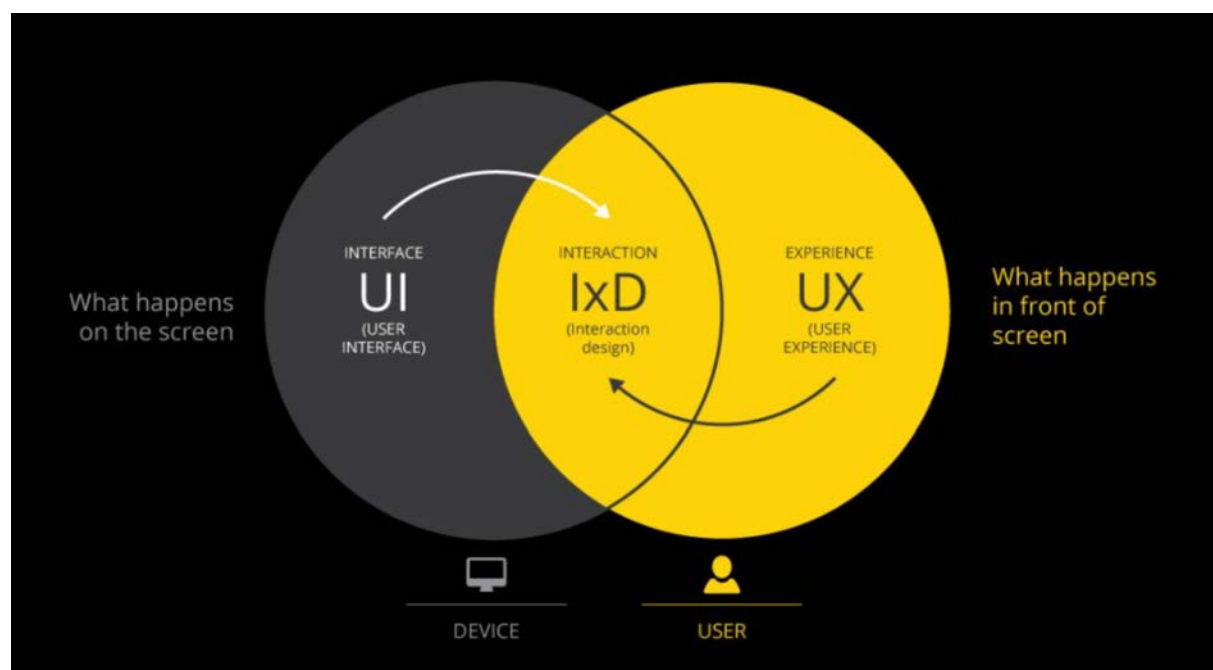 What happens
on the screen
INTERFACE
UI
(USER
INTERFACE)
INTERACTION
IxD
(Interaction
design)
EXPERIENCE
UX
(USER
EXPERIENCE)
What happens
in front of
screen
DEVICE
USER